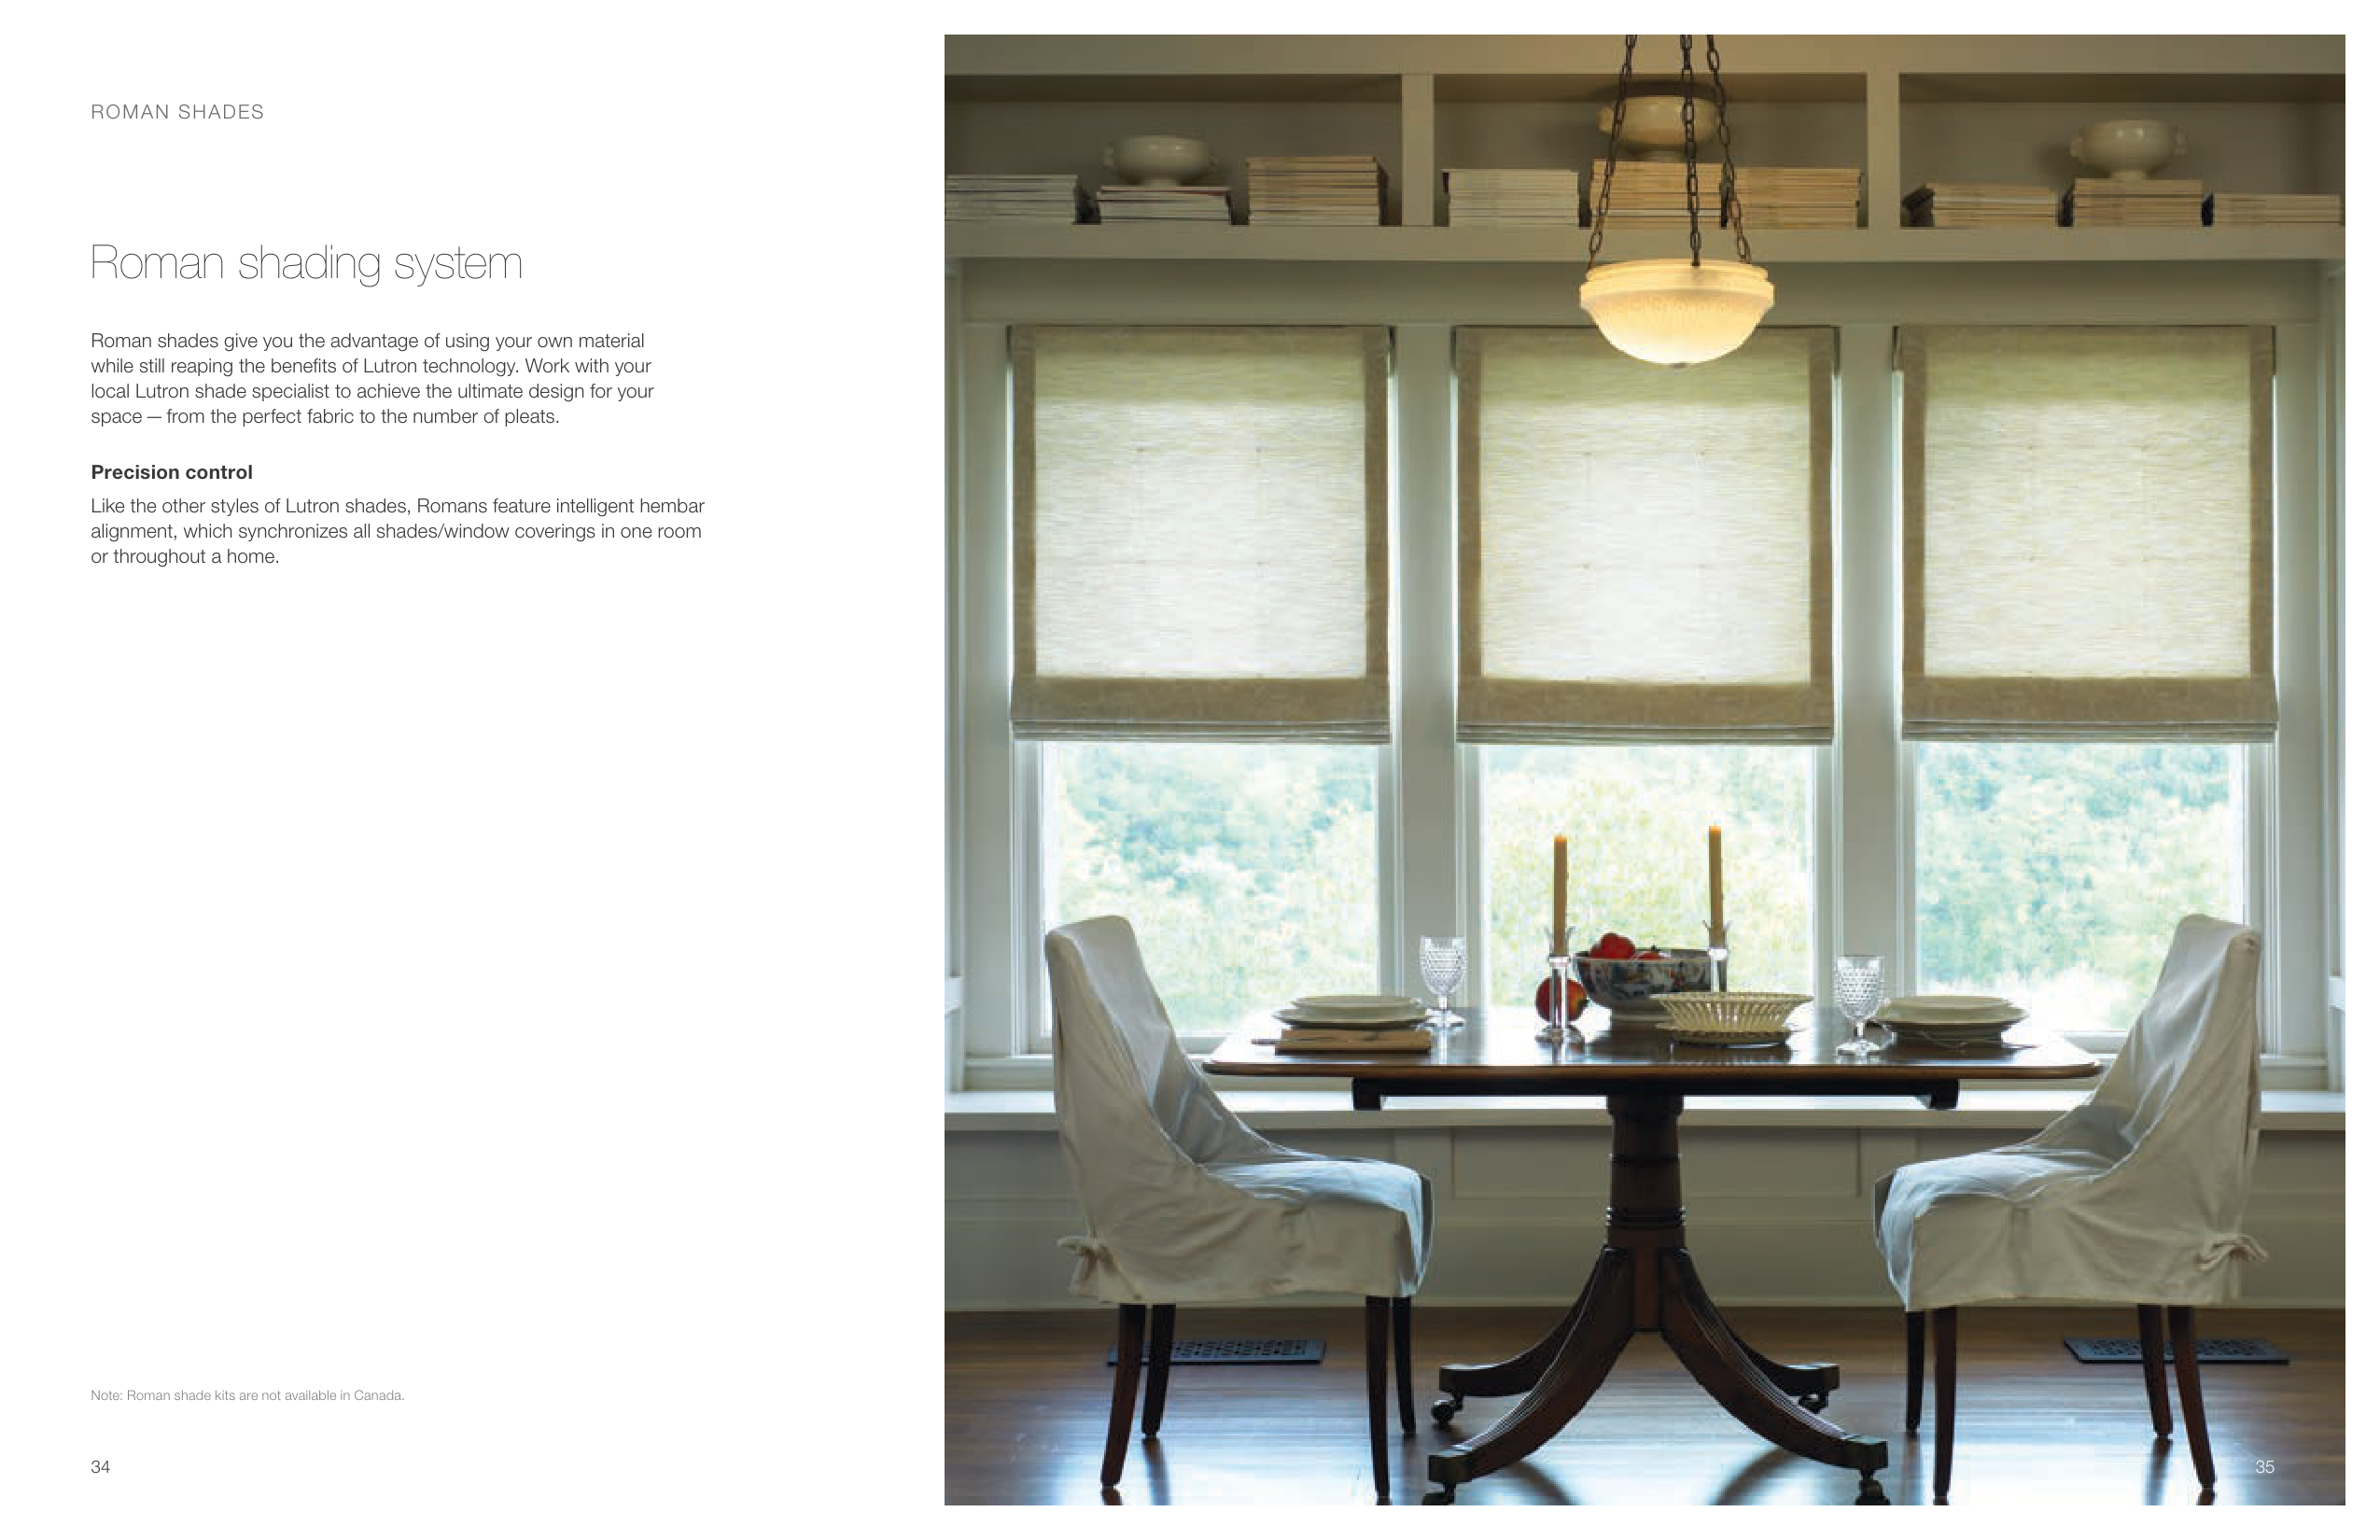 ROMAN SHADES
Roman shading system
Roman shades give you the advantage of using your own material
while still reaping the benefits of Lutron technology. Work with your
local Lutron shade specialist to achieve the ultimate design for your
space — from the perfect fabric to the number of pleats.
Precision control
Like the other styles of Lutron shades, Romans feature intelligent hembar
alignment, which synchronizes all shades/window coverings in one room
or throughout a home.
Note: Roman shade kits are not available in Canada.
34
35